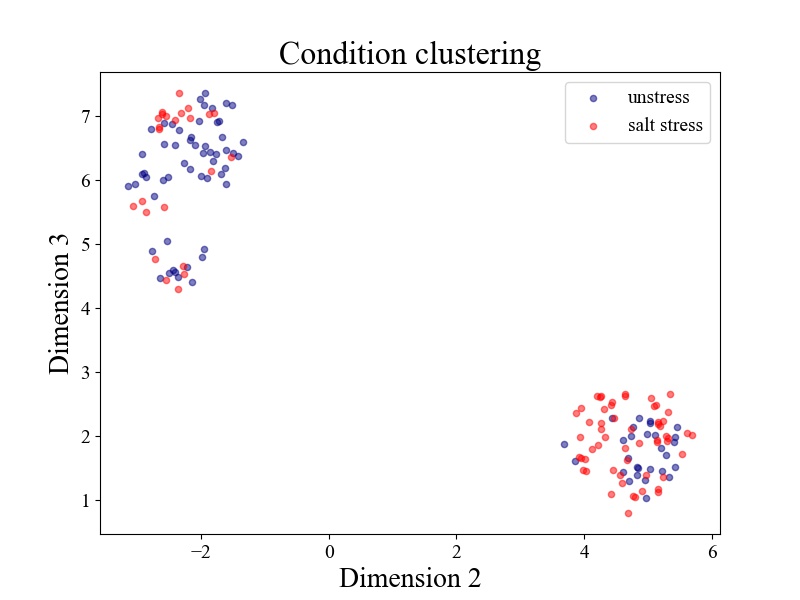 Condition clustering
unstress
salt stress
Dimension 3
7
6
5
4
3
2
1
−2
0
2
4
6
Dimension 2